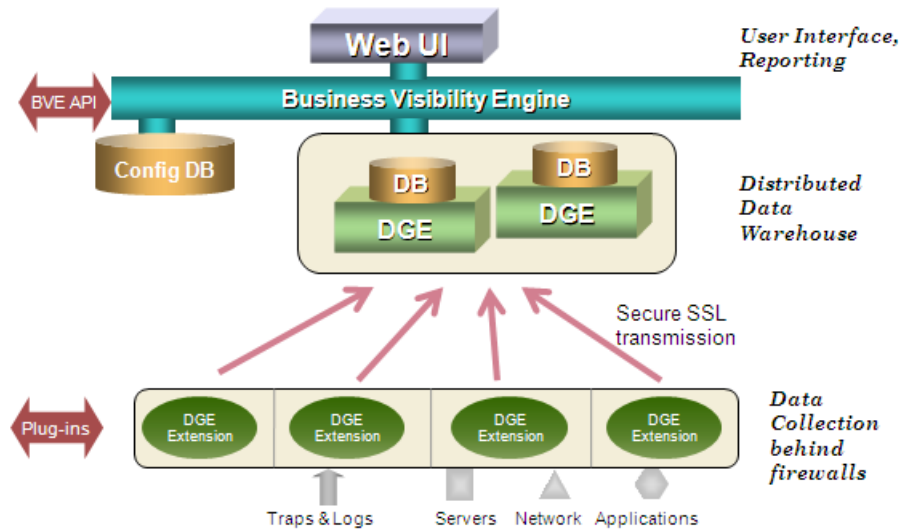 Web UI
User Interface,
Reporting
BVE API
Business Visibility Engine
Config DB
DB
DGE
DB
DGE
Distributed
Data
Warehouse
Secure SSL
transmission
Plug-ins
DGE
Extension
DGE
Extension
DGE
Extension
DGE
Extension
Data
Collection
behind
firewalls
Traps & Logs
Servers
Network
Applications